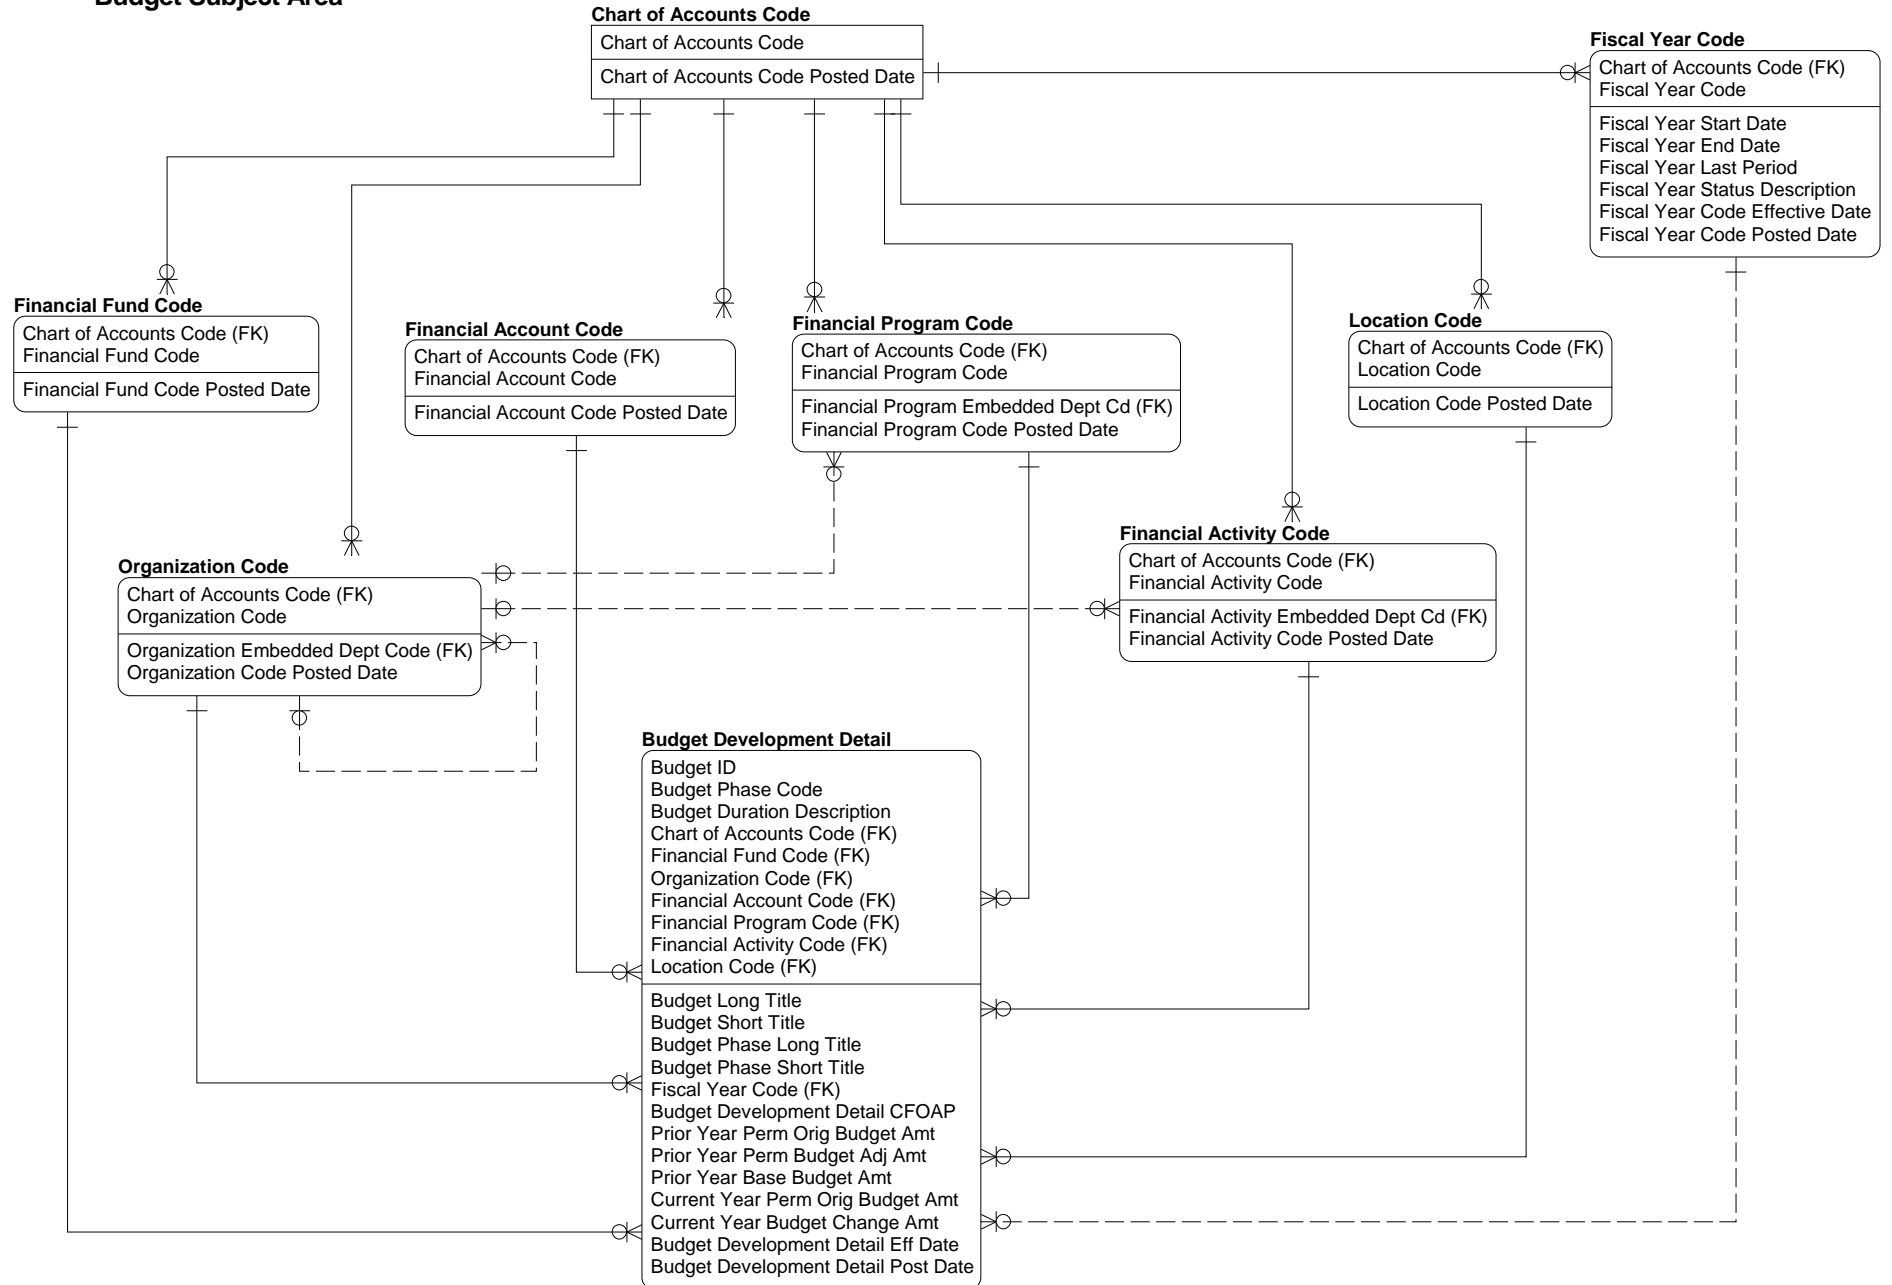 Budget Subject Area
Chart of Accounts Code
Chart of Accounts Code
Chart of Accounts Code Posted Date
Fiscal Year Code
Chart of Accounts Code (FK)
Fiscal Year Code
Fiscal Year Start Date
Fiscal Year End Date
Fiscal Year Last Period
Fiscal Year Status Description
Fiscal Year Code Effective Date
Fiscal Year Code Posted Date
Financial Fund Code
Chart of Accounts Code (FK)
Financial Fund Code
Financial Fund Code Posted Date
Financial Account Code
Chart of Accounts Code (FK)
Financial Account Code
Financial Account Code Posted Date
Financial Program Code
Chart of Accounts Code (FK)
Financial Program Code
Financial Program Embedded Dept Cd (FK)
Financial Program Code Posted Date
Location Code
Chart of Accounts Code (FK)
Location Code
Location Code Posted Date
Organization Code
Chart of Accounts Code (FK)
Organization Code
Organization Embedded Dept Code (FK)
Organization Code Posted Date
Financial Activity Code
Chart of Accounts Code (FK)
Financial Activity Code
Financial Activity Embedded Dept Cd (FK)
Financial Activity Code Posted Date
Budget Development Detail
Budget ID
Budget Phase Code
Budget Duration Description
Chart of Accounts Code (FK)
Financial Fund Code (FK)
Organization Code (FK)
Financial Account Code (FK)
Financial Program Code (FK)
Financial Activity Code (FK)
Location Code (FK)
Budget Long Title
Budget Short Title
Budget Phase Long Title
Budget Phase Short Title
Fiscal Year Code (FK)
Budget Development Detail CFOAP
Prior Year Perm Orig Budget Amt
Prior Year Perm Budget Adj Amt
Prior Year Base Budget Amt
Current Year Perm Orig Budget Amt
Current Year Budget Change Amt
Budget Development Detail Eff Date
Budget Development Detail Post Date